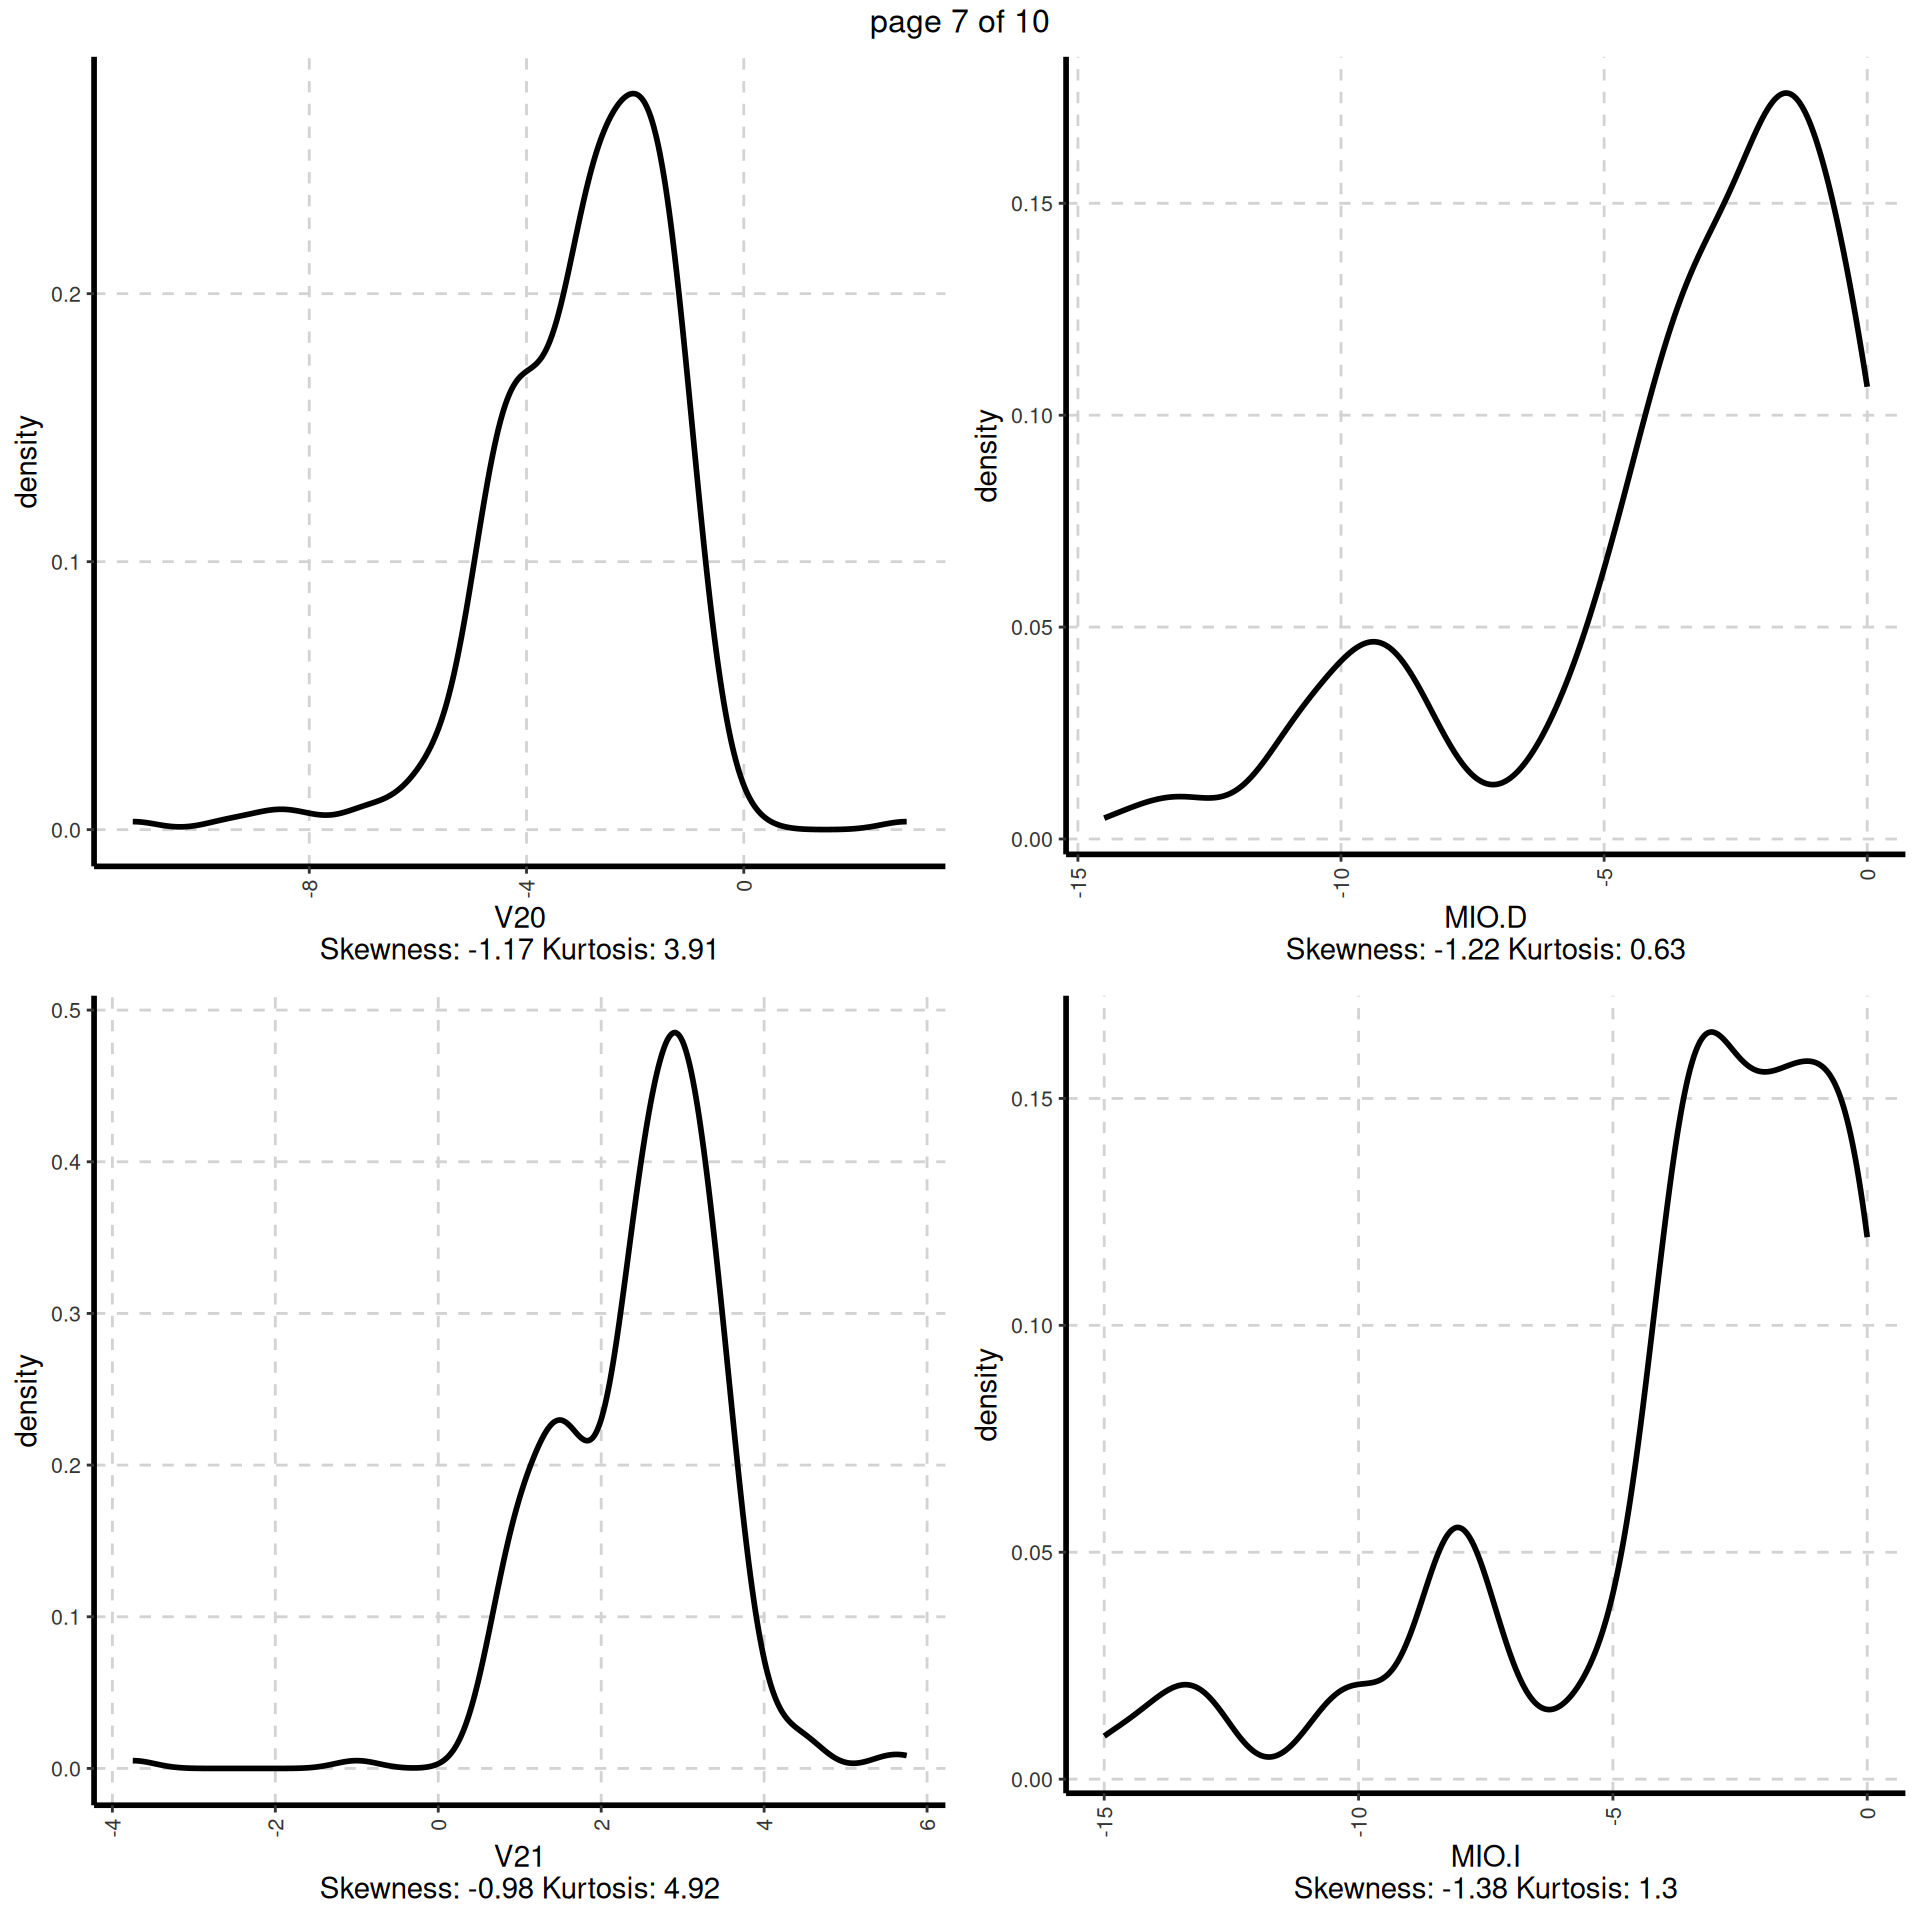 page 7 of 10
density
0.2
0.1
0.0
-8
-4
0
V20
Skewness: -1.17 Kurtosis: 3.91
density
0.15
0.10
0.05
0.00
-15
-10
-5
0
MIO.D
Skewness: -1.22 Kurtosis: 0.63
density
0.5
0.4
0.3
0.2
0.1
0.0
-4
-2
0
2
4
6
V21
Skewness: -0.98 Kurtosis: 4.92
density
0.15
0.10
0.05
0.00
-15
-10
-5
0
MIO.I
Skewness: -1.38 Kurtosis: 1.3